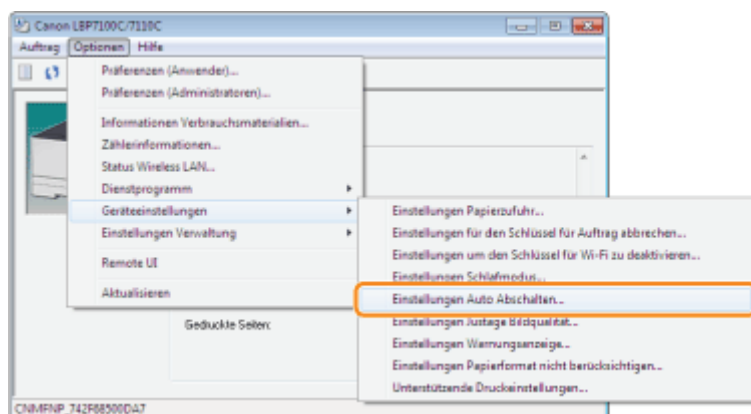 Canon LBP7100C/7110C
Auftrag Optionen Hilfe
Präferenzen (Anwender)...
Präferenzen (Administratoren)...
Informationen Verbrauchsmaterialien...
Zählerinformationen...
Status Wireless LAN...
Dienstprogramm
Geräteeinstellungen
Einstellungen Verwaltung
Remote UI
Aktualisieren
Einstellungen Papierzufuhr...
Einstellungen für den Schlüssel für Auftrag abbrechen...
Einstellungen um den Schlüssel für Wi-Fi zu deaktivieren...
Einstellungen Schlafmodus...
Einstellungen Auto Abschalten...
Einstellungen Justage Bildqualität...
Einstellungen Warnungsanzeige...
Einstellungen Papierformat nicht berücksichtigen...
Unterstützende Druckeinstellungen...
Gedruckte Seiten:
CNMFNP_742F68500DA7